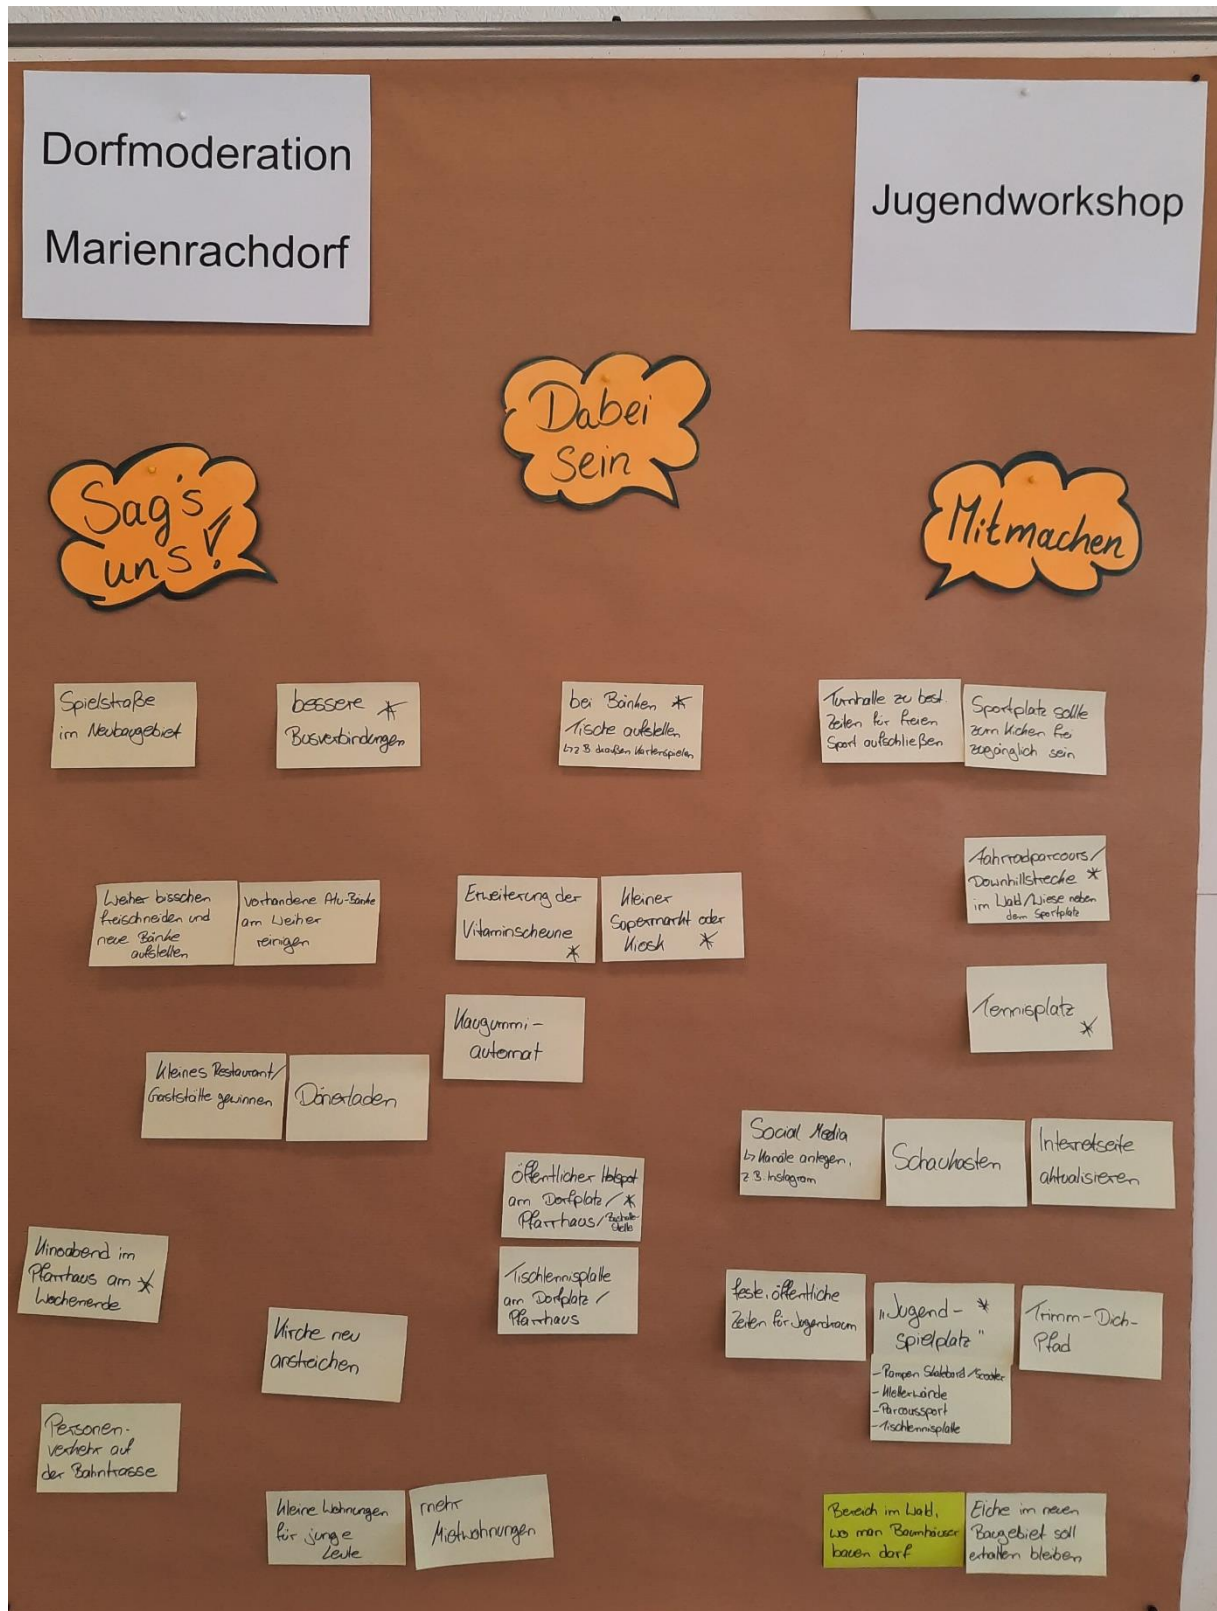 Dorfmoderation
Marienrachdorf
Jugendworkshop
Dabei
sein
Sag's
uns!
Mitmachen
Spielstraße
im Neubaugebiet
bessere *
Busverbindungen
bei Bänken *
Tische aufstellen
↳ z B draußen Kartenspielen
Turnhalle zu best.
Zeiten für freien
Sport aufschließen
Sportplatz sollte
zum Kicken frei
zugänglich sein
Fahrradparcours/
Downhillstrecke *
im Wald/Wiese neben
dem Sportplatz
Weiher bisschen
freischneiden und
neue Bänke
aufstellen
vorhandene Alu-Bänke
am Weiher
reinigen
Erweiterung der
Vitaminscheune
*
kleiner
Supermarkt oder
Kiosk *
Tennisplatz
*
Kaugummi-
automat
kleines Restaurant/
Gaststätte gewinnen
Dönerladen
Social Media
↳ Kanäle anlegen,
z.B. Instagram
Schaukasten
Internetseite
aktualisieren
öffentlicher Hotspot
am Dorfplatz/ *
Pfarrhaus/
Tischtennisplatte
am Dorfplatz /
Pfarrhaus
Kinoabend im
Pfarrhaus am *
Wochenende
Kirche neu
anstreichen
feste, öffentliche
Zeiten für Jugendraum
„Jugend- *
spielplatz"
- Rampen Skatebord/Scooter
- Kletterwände
- Parcoussport
- Tischtennisplatte
Trimm-Dich-
Pfad
Personen-
verkehr auf
der Bahntrasse
kleine Wohnungen
für junge
Leute
mehr
Mietwohnungen
Bereich im Wald,
wo man Baumhäuser
bauen darf
Eiche im neuen
Baugebiet soll
erhalten bleiben